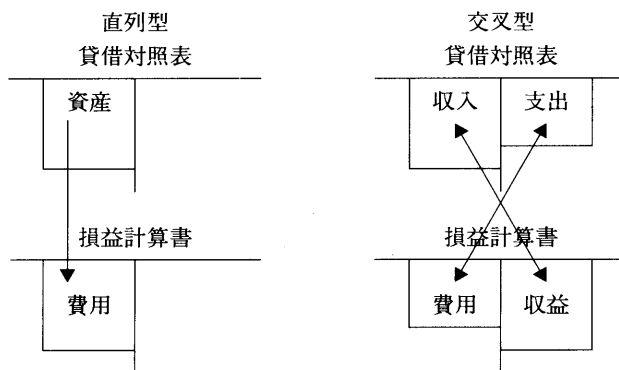 直列型
貸借対照表
資産
損益計算書
費用
交叉型
貸借対照表
収入 支出
損益計算書
費用 収益